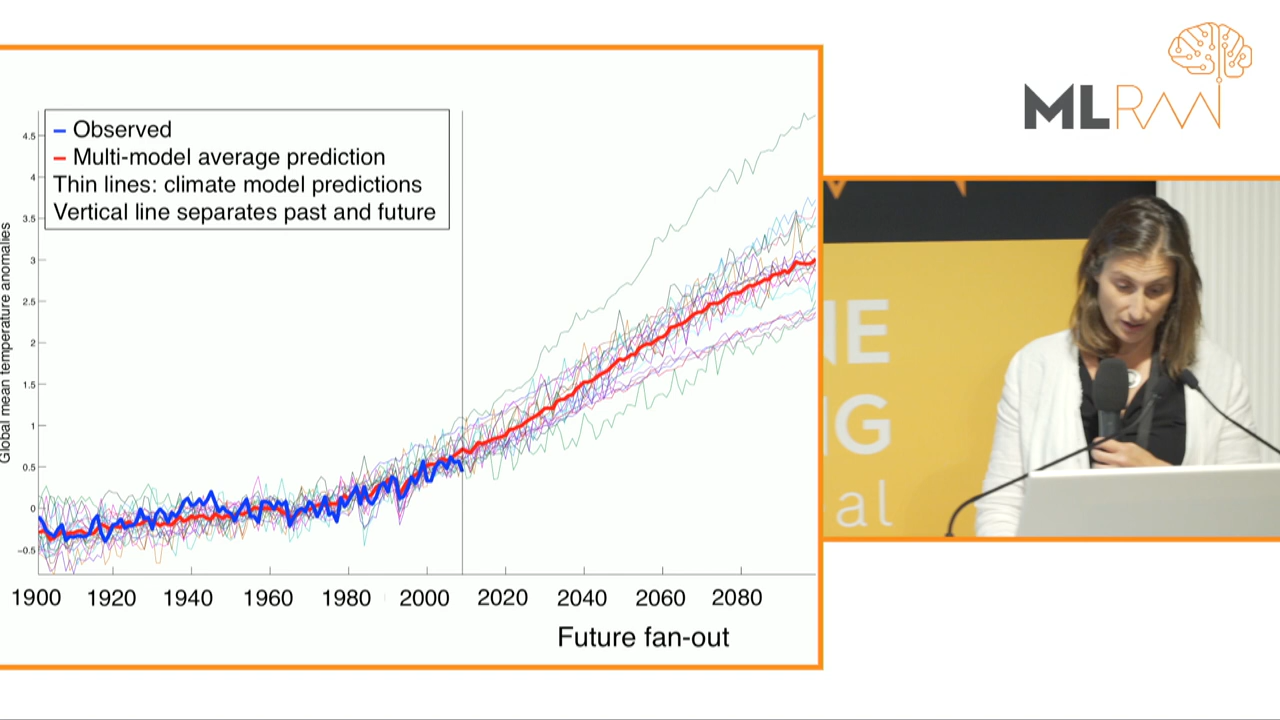 MLRAW
Observed
Multi-model average prediction
Thin lines: climate model predictions
Vertical line separates past and future
Global mean temperature anomalies
4.5
4
3.5
3
2.5
2
1.5
1
0.5
0
−0.5
1900 1920 1940 1960 1980 2000 2020 2040 2060 2080
Future fan-out
NE
NG
al